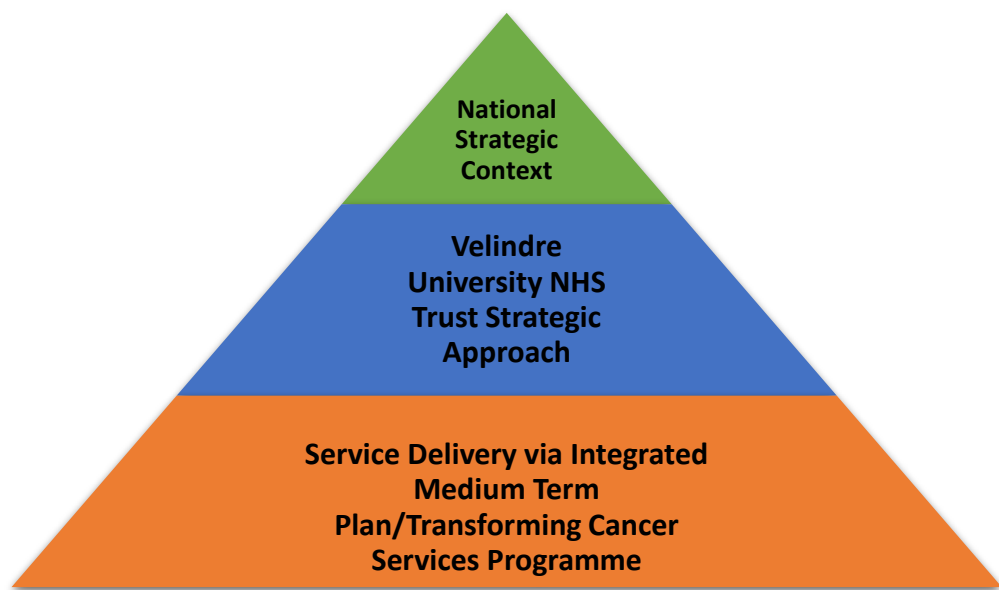 National
Strategic
Context
Velindre
University NHS
Trust Strategic
Approach
Service Delivery via Integrated
Medium Term
Plan/Transforming Cancer
Services Programme